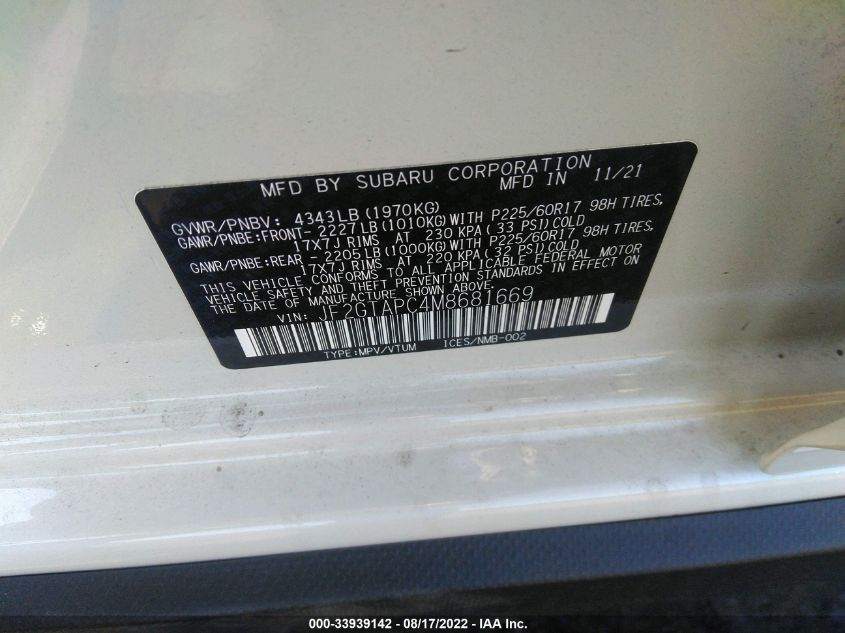 MFD BY SUBARU CORPORATION
MFD IN 11/21
GVWR/PNBV: 4343LB (1970KG)
GAWR/PNBE:FRONT- 2227LB (1010KG) WITH P225/60R17 98H TIRES,
17X7J RIMS AT 230 KPA ( 33 PSI) COLD
GAWR/PNBE:REAR - 2205LB (1000KG) WITH P225/60R17 98H TIRES,
17X7J RIMS AT 220 KPA ( 32 PSI) COLD
THIS VEHICLE CONFORMS TO ALL APPLICABLE FEDERAL MOTOR
VEHICLE SAFETY AND THEFT PREVENTION STANDARDS IN EFFECT ON
THE DATE OF MANUFACTURE SHOWN ABOVE.
VIN: JF2GTAPC4M8681669
TYPE:MPV/VTUM ICES/NMB-002
000-33939142 - 08/17/2022 - IAA Inc.